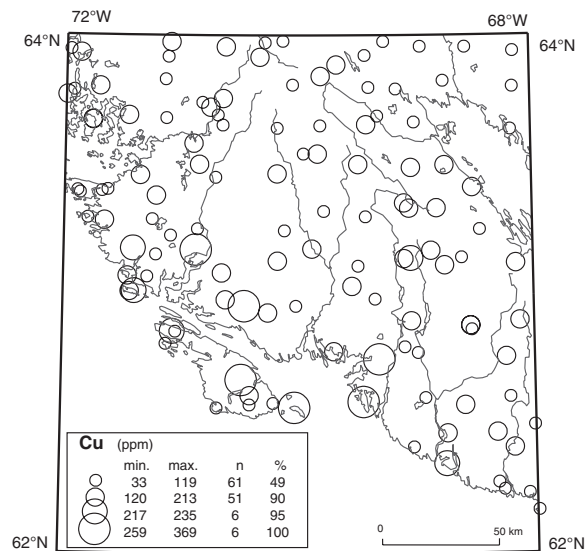 72°W 68°W
64°N 64°N
Cu (ppm)
min. max. n %
33 119 61 49
120 213 51 90
217 235 6 95
259 369 6 100
0 50 km
62°N 62°N